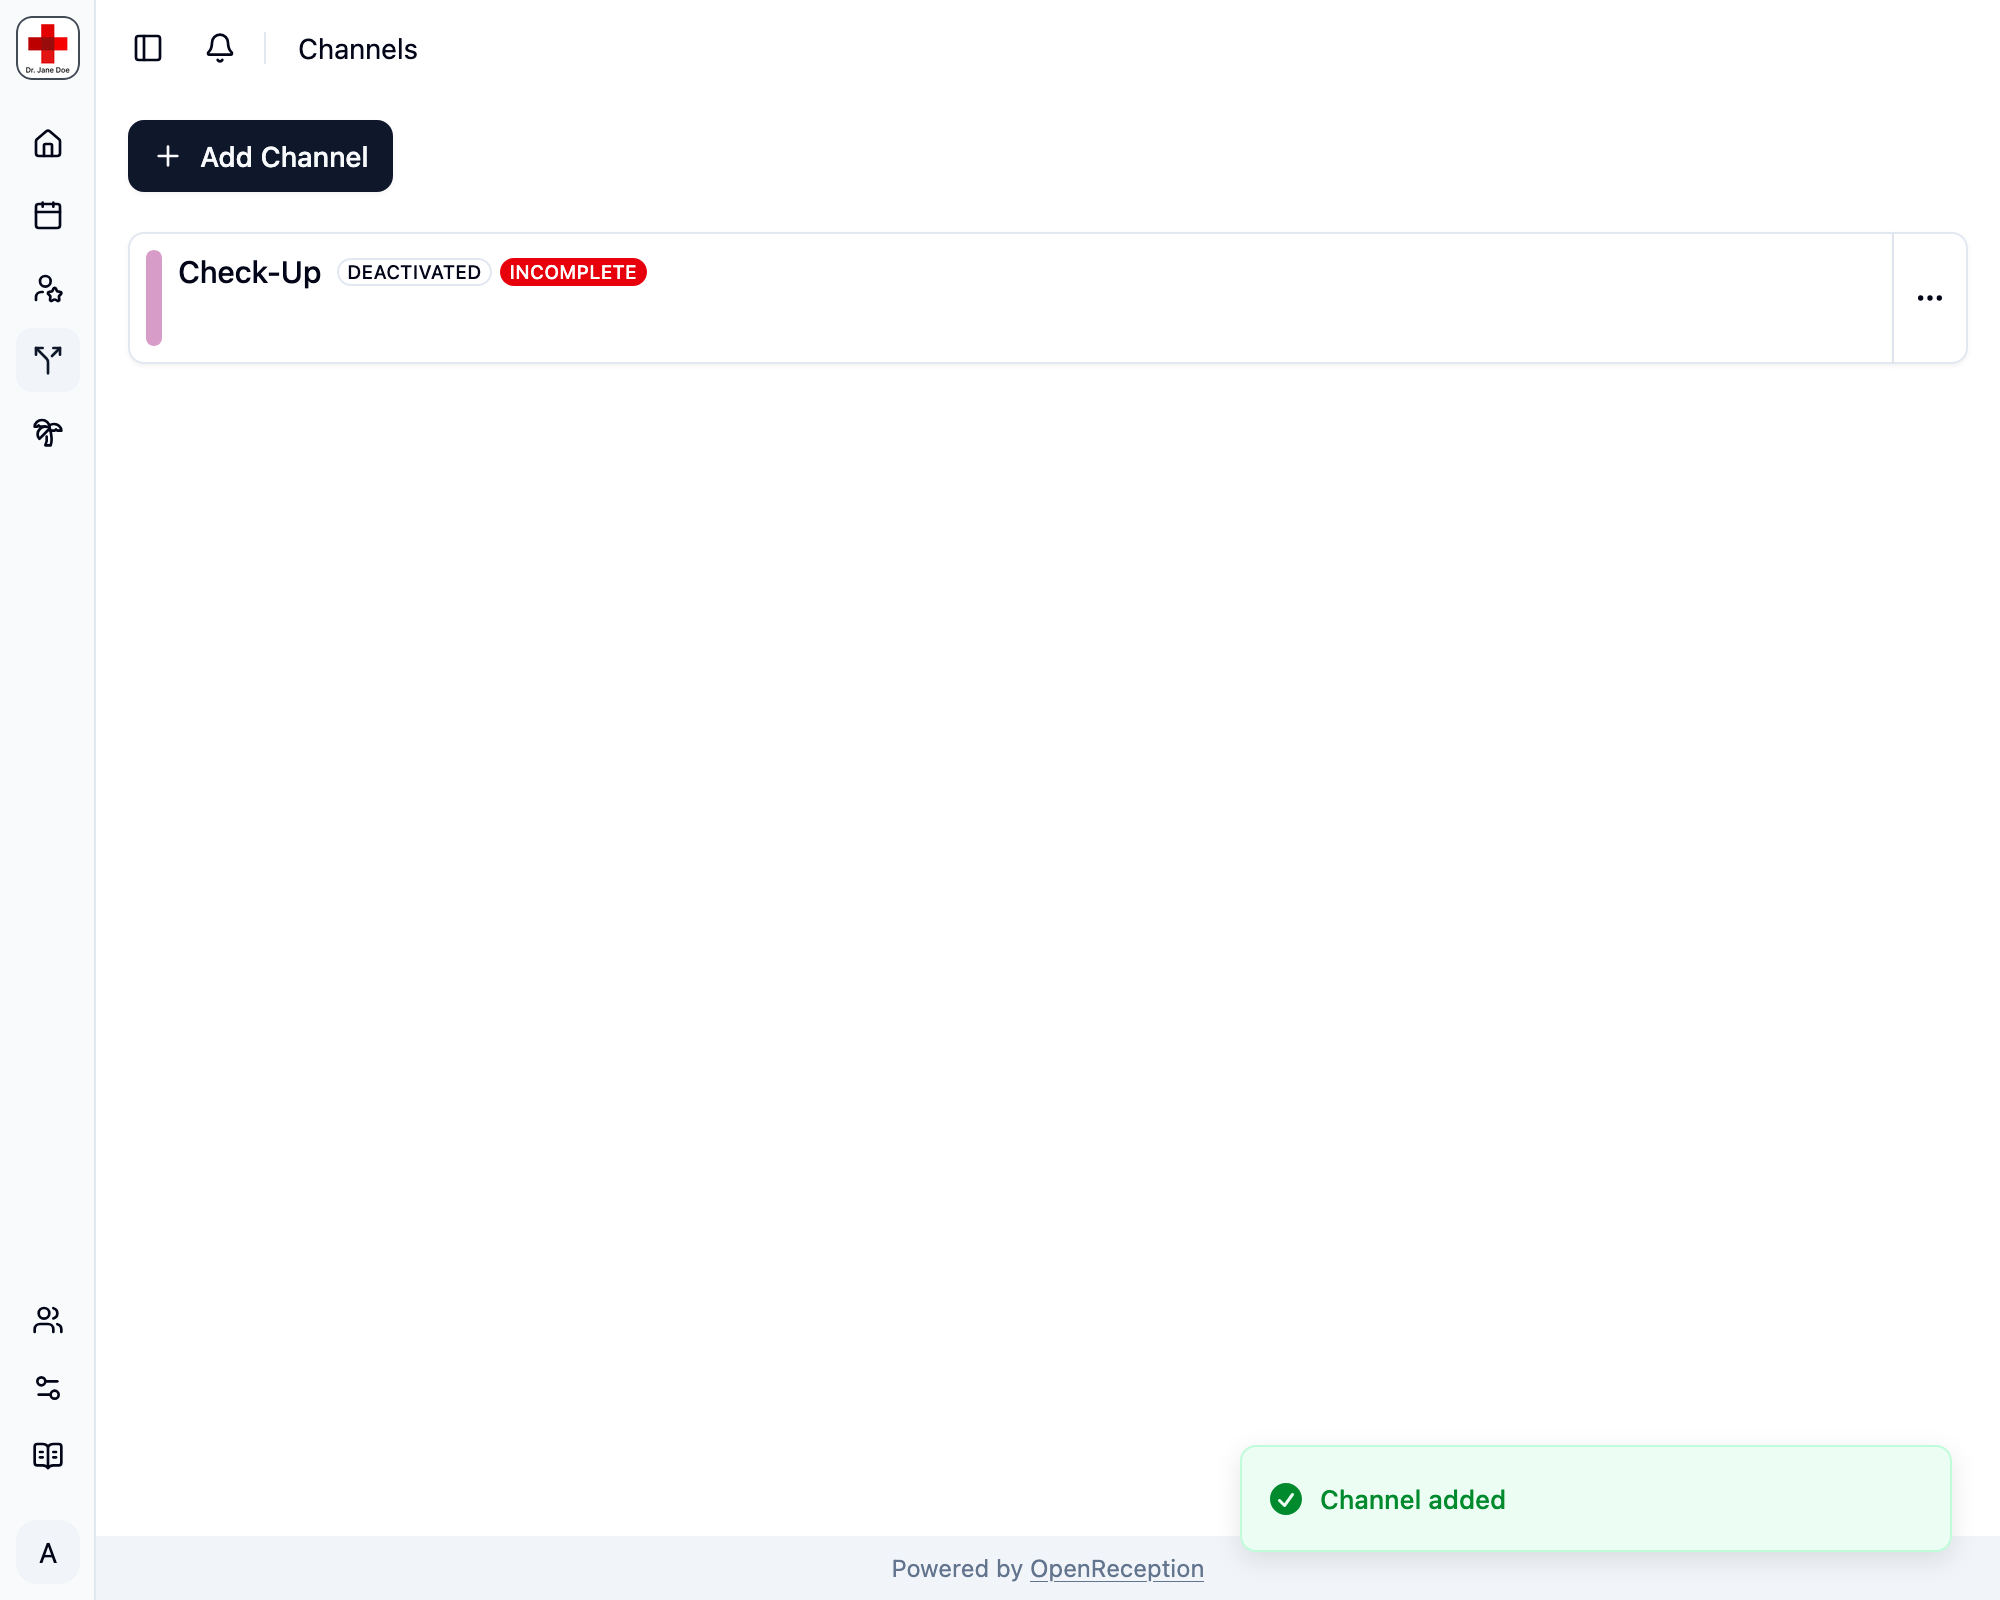 Dr. Jane Doe
Channels
Add Channel
Check-Up DEACTIVATED INCOMPLETE
Channel added
Powered by OpenReception
A